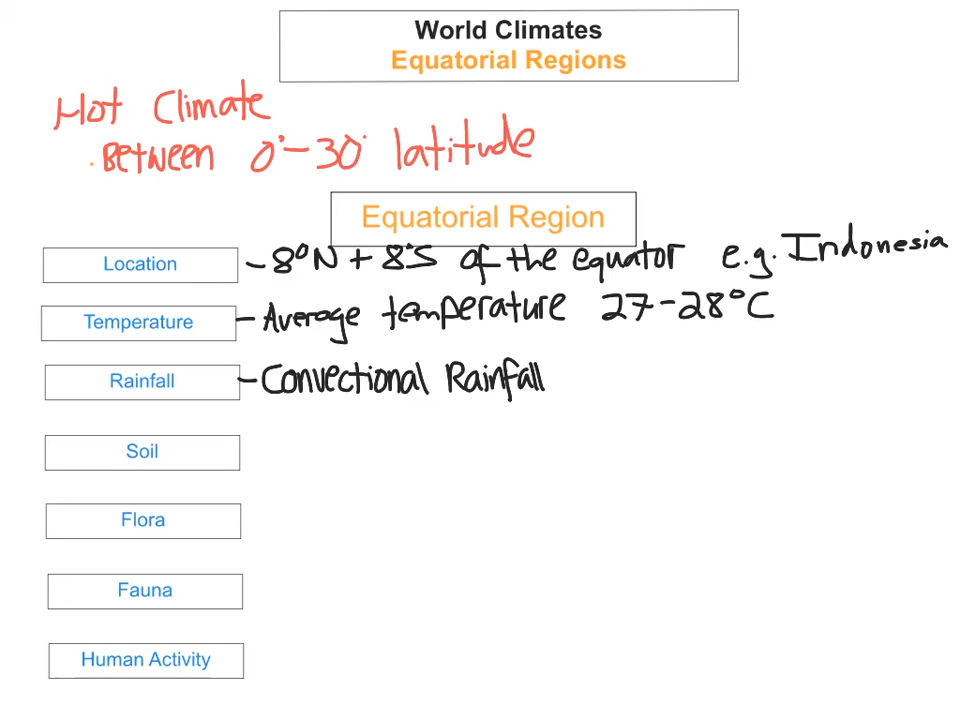 World Climates
Equatorial Regions
Hot Climate
Between 0°-30° latitude
Equatorial Region
Location - 8°N + 8°S of the equator e.g. Indonesia
Temperature - Average temperature 27-28°C
Rainfall - Convectional Rainfall
Soil
Flora
Fauna
Human Activity